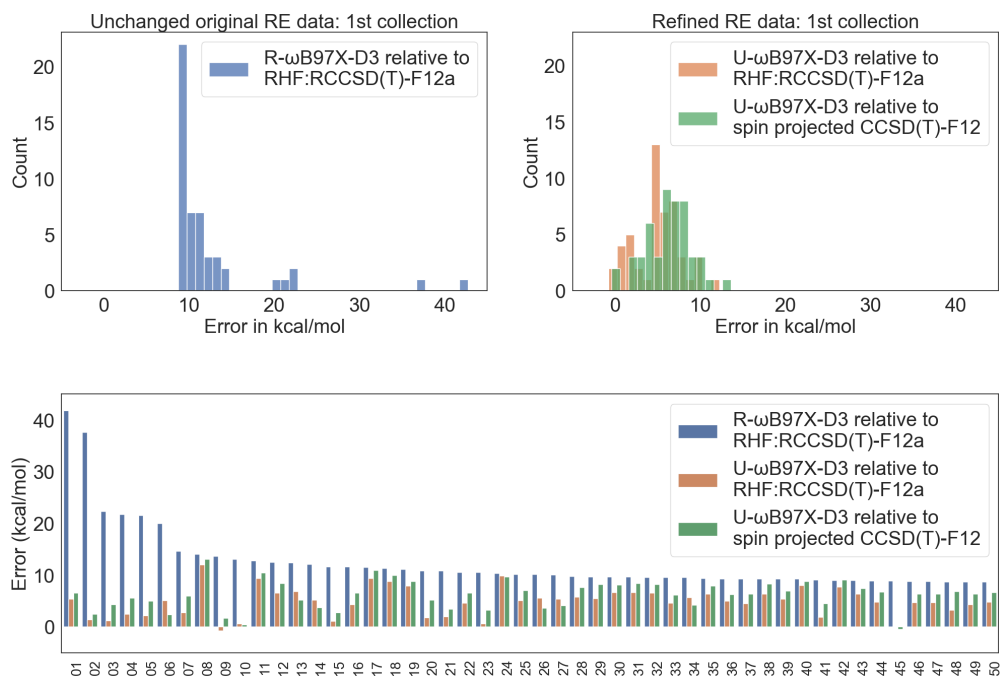 Unchanged original RE data: 1st collection
R-ωB97X-D3 relative to
RHF:RCCSD(T)-F12a
Count
20
15
10
5
0
0 10 20 30 40
Error in kcal/mol
Refined RE data: 1st collection
U-ωB97X-D3 relative to
RHF:RCCSD(T)-F12a
U-ωB97X-D3 relative to
spin projected CCSD(T)-F12
Count
20
15
10
5
0
0 10 20 30 40
Error in kcal/mol
R-ωB97X-D3 relative to
RHF:RCCSD(T)-F12a
U-ωB97X-D3 relative to
RHF:RCCSD(T)-F12a
U-ωB97X-D3 relative to
spin projected CCSD(T)-F12
Error (kcal/mol)
40
30
20
10
0
01 02 03 04 05 06 07 08 09 10 11 12 13 14 15 16 17 18 19 20 21 22 23 24 25 26 27 28 29 30 31 32 33 34 35 36 37 38 39 40 41 42 43 44 45 46 47 48 49 50